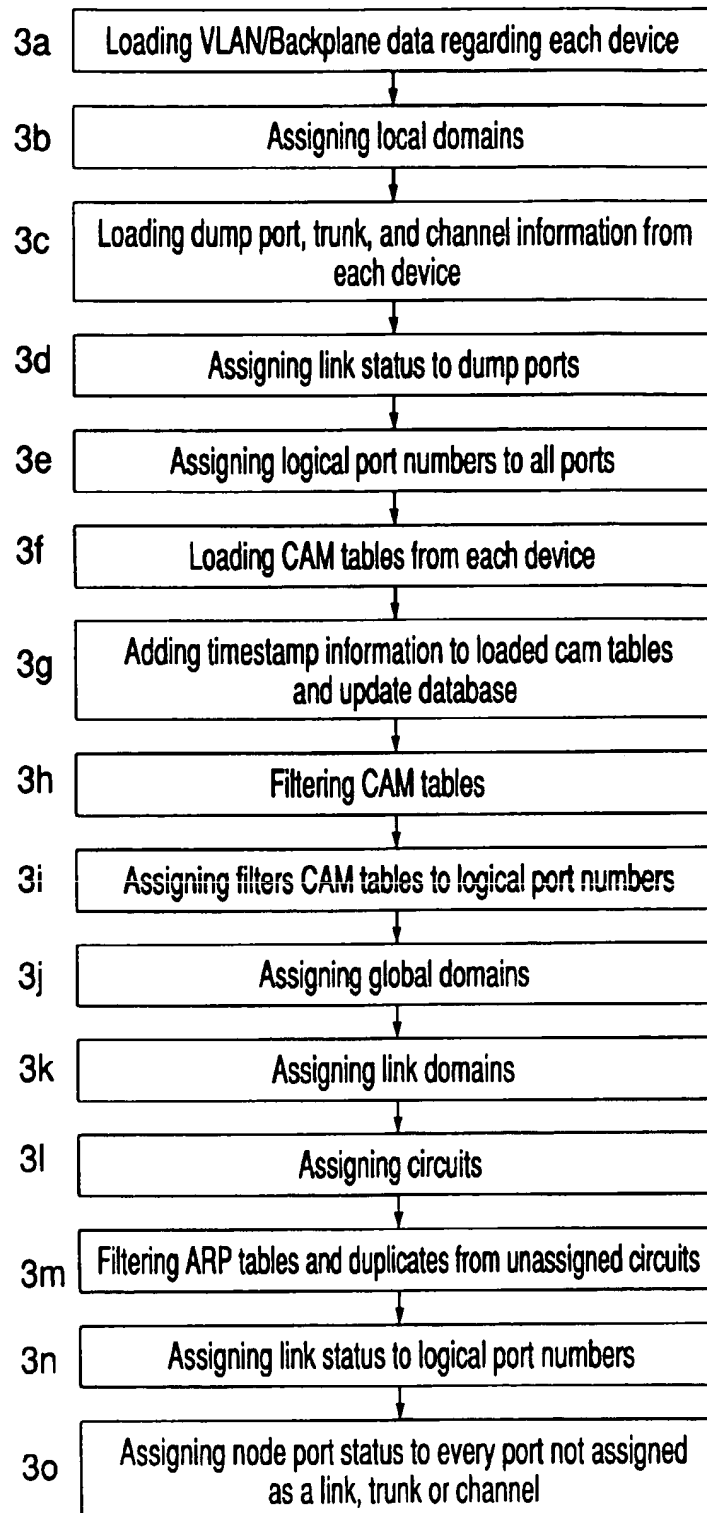 3a Loading VLAN/Backplane data regarding each device
3b Assigning local domains
3c Loading dump port, trunk, and channel information from
each device
3d Assigning link status to dump ports
3e Assigning logical port numbers to all ports
3f Loading CAM tables from each device
3g Adding timestamp information to loaded cam tables
and update database
3h Filtering CAM tables
3i Assigning filters CAM tables to logical port numbers
3j Assigning global domains
3k Assigning link domains
3l Assigning circuits
3m Filtering ARP tables and duplicates from unassigned circuits
3n Assigning link status to logical port numbers
3o Assigning node port status to every port not assigned
as a link, trunk or channel